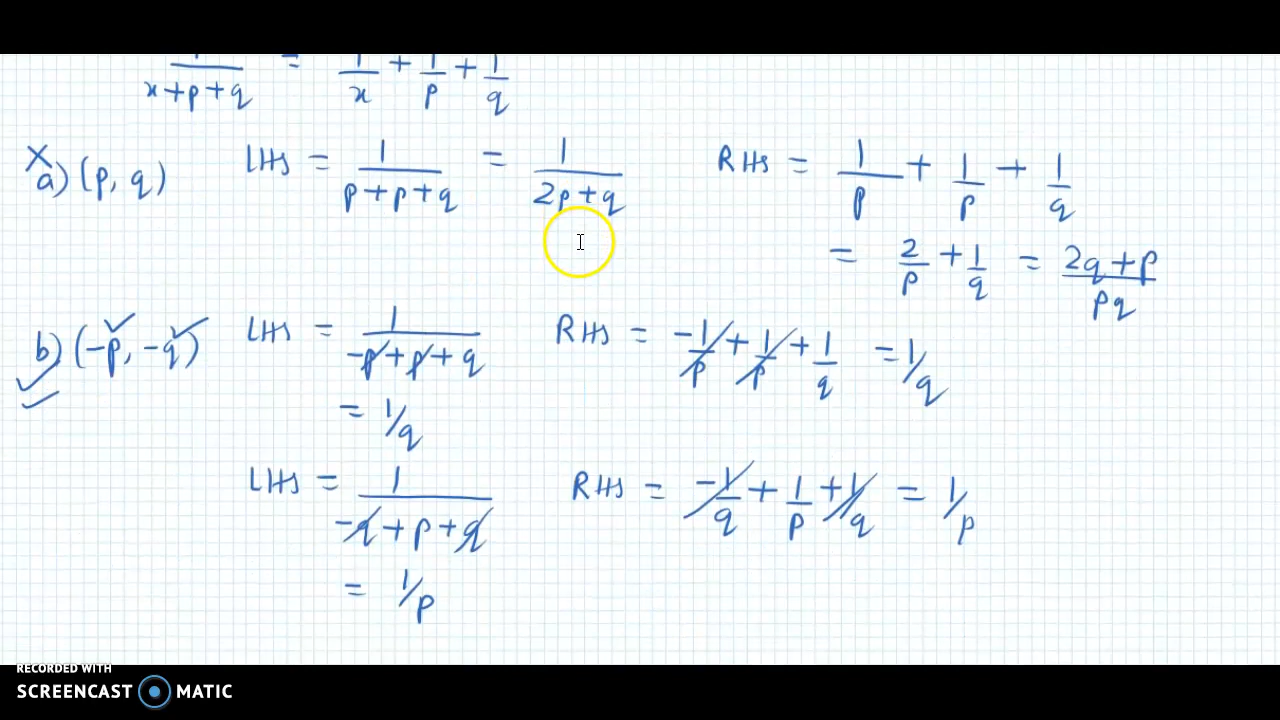 1/(x+p+q) = 1/x + 1/p + 1/q
X a) (p, q) LHS = 1/(p+p+q) = 1/(2p+q) RHS = 1/p + 1/p + 1/q
= 2/p + 1/q = (2q+p)/pq
b) (-p, -q) LHS = 1/(-p+p+q) RHS = -1/p + 1/p + 1/q = 1/q
= 1/q
LHS = 1/(-q+p+q) RHS = -1/q + 1/p + 1/q = 1/p
= 1/p
RECORDED WITH
SCREENCAST MATIC